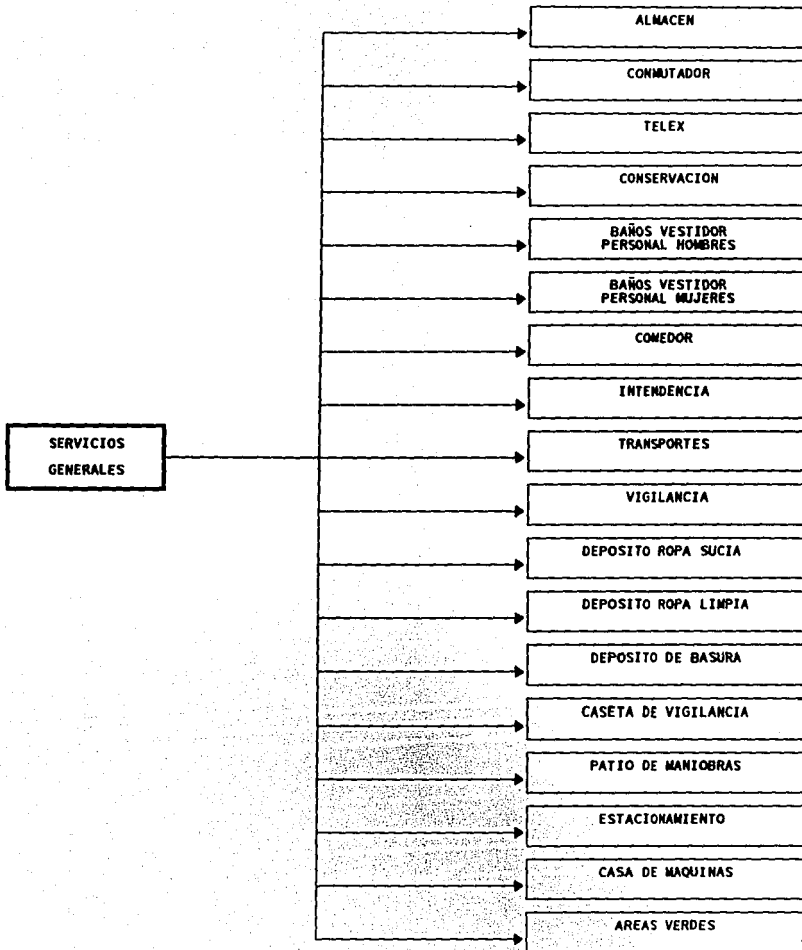 ALMACEN
CONMUTADOR
TELEX
CONSERVACION
BAÑOS VESTIDOR
PERSONAL HOMBRES
BAÑOS VESTIDOR
PERSONAL MUJERES
COMEDOR
INTENDENCIA
SERVICIOS
GENERALES
TRANSPORTES
VIGILANCIA
DEPOSITO ROPA SUCIA
DEPOSITO ROPA LIMPIA
DEPOSITO DE BASURA
CASETA DE VIGILANCIA
PATIO DE MANIOBRAS
ESTACIONAMIENTO
CASA DE MAQUINAS
AREAS VERDES